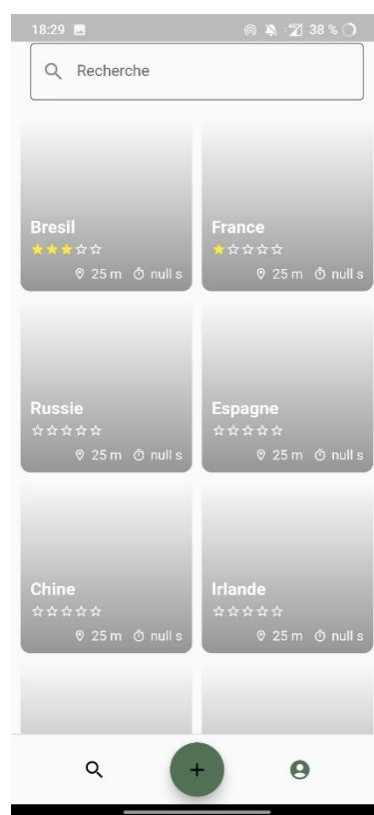 18:29 38 %
Recherche
Bresil
25 m null s
France
25 m null s
Russie
25 m null s
Espagne
25 m null s
Chine
25 m null s
Irlande
25 m null s